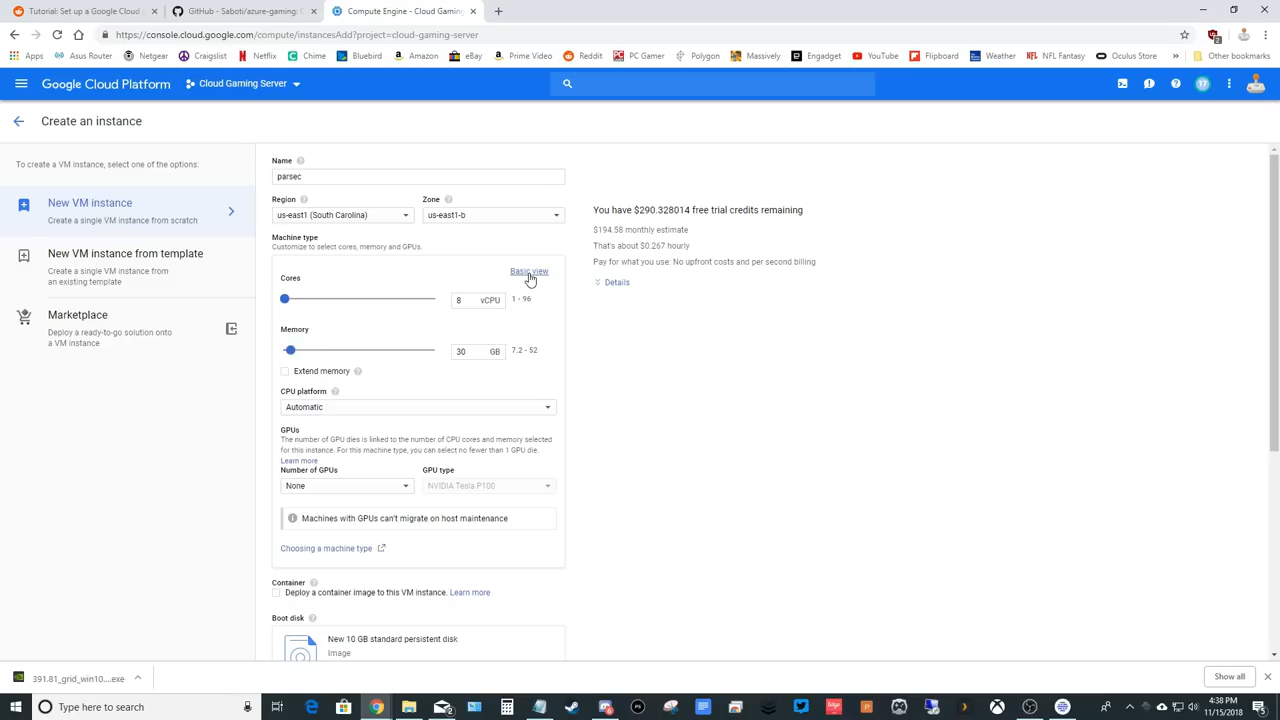 Tutorial: Set up your own cloud
GitHub - Saboti/azure-gaming:
Compute Engine - Cloud Gaming
https://console.cloud.google.com/compute/instancesAdd?project=cloud-gaming-server
Apps
Asus Router
Netgear
Craigslist
Netflix
Chime
Bluebird
Amazon
eBay
Prime Video
Reddit
PC Gamer
Polygon
Massively
Engadget
YouTube
Flipboard
Weather
NFL Fantasy
Oculus Store
»
Other bookmarks
Google Cloud Platform
Cloud Gaming Server
Create an instance
To create a VM instance, select one of the options:
New VM instance
Create a single VM instance from scratch
New VM instance from template
Create a single VM instance from
an existing template
Marketplace
Deploy a ready-to-go solution onto
a VM instance
Name
parsec
Region
Zone
us-east1 (South Carolina)
us-east1-b
Machine type
Customize to select cores, memory and GPUs.
Basic view
Cores
8 vCPU
1 - 96
Memory
30 GB
7.2 - 52
Extend memory
CPU platform
Automatic
GPUs
The number of GPU dies is linked to the number of CPU cores and memory selected
for this instance. For this machine type, you can select no fewer than 1 GPU die.
Learn more
Number of GPUs
GPU type
None
NVIDIA Tesla P100
Machines with GPUs can't migrate on host maintenance
Choosing a machine type
Container
Deploy a container image to this VM instance. Learn more
Boot disk
New 10 GB standard persistent disk
Image
You have $290.328014 free trial credits remaining
$194.58 monthly estimate
That's about $0.267 hourly
Pay for what you use: No upfront costs and per second billing
Details
391.81_grid_win10....exe
Show all
Type here to search
4:38 PM
11/15/2018